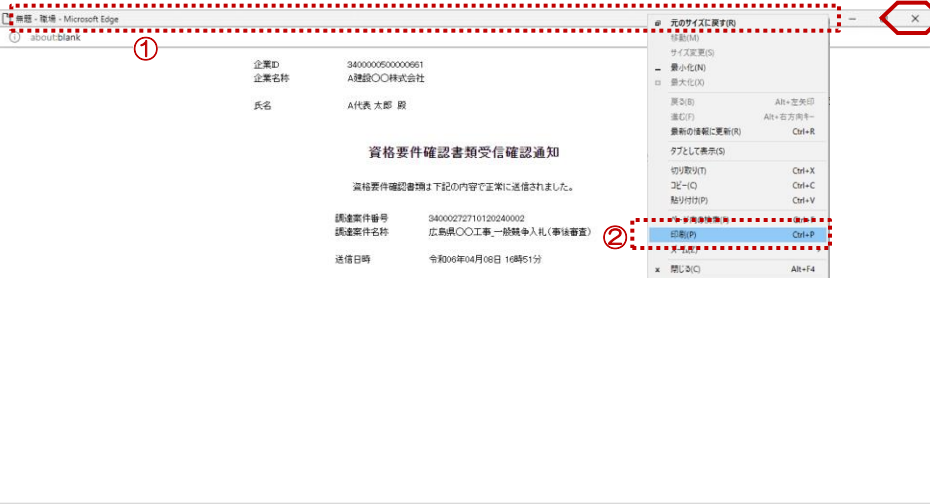 無題 - 職場 - Microsoft Edge
about:blank
①
企業ID 3400000500000661
企業名称 A建設〇〇株式会社
氏名 A代表 太郎 殿
資格要件確認書類受信確認通知
資格要件確認書類は下記の内容で正常に送信されました。
調達案件番号 34000272710120240002
調達案件名称 広島県〇〇工事_一般競争入札(事後審査)
送信日時 令和06年04月08日 16時51分
元のサイズに戻す(R)
移動(M)
サイズ変更(S)
最小化(N)
最大化(X)
戻る(B) Alt+左矢印
進む(F) Alt+右方向キー
最新の情報に更新(R) Ctrl+R
タブとして表示(S)
切り取り(T) Ctrl+X
コピー(C) Ctrl+C
貼り付け(P) Ctrl+V
②
印刷(P) Ctrl+P
閉じる(C) Alt+F4